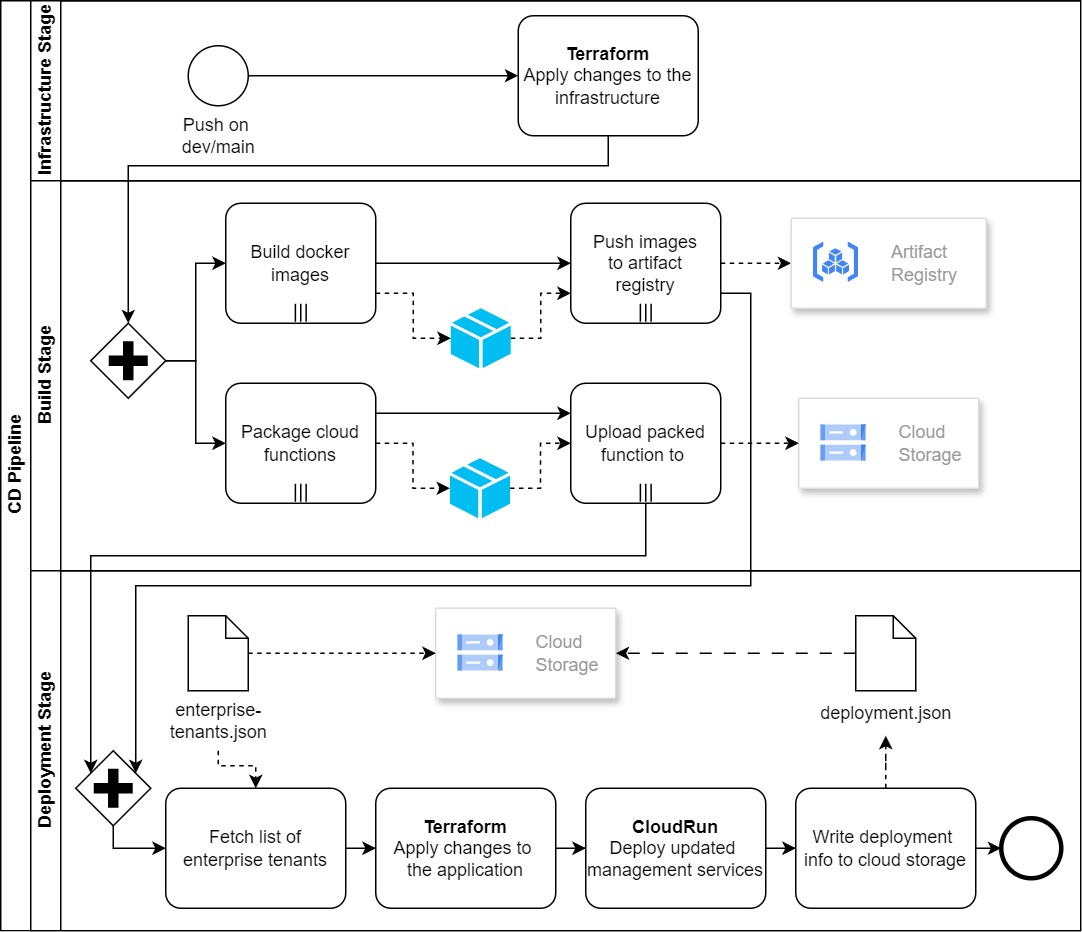 CD Pipeline
Infrastructure Stage
Push on
dev/main
Terraform
Apply changes to the
infrastructure
Build Stage
Build docker
images
Push images
to artifact
registry
Artifact
Registry
Package cloud
functions
Upload packed
function to
Cloud
Storage
Deployment Stage
enterprise-
tenants.json
Cloud
Storage
deployment.json
Fetch list of
enterprise tenants
Terraform
Apply changes to
the application
CloudRun
Deploy updated
management services
Write deployment
info to cloud storage